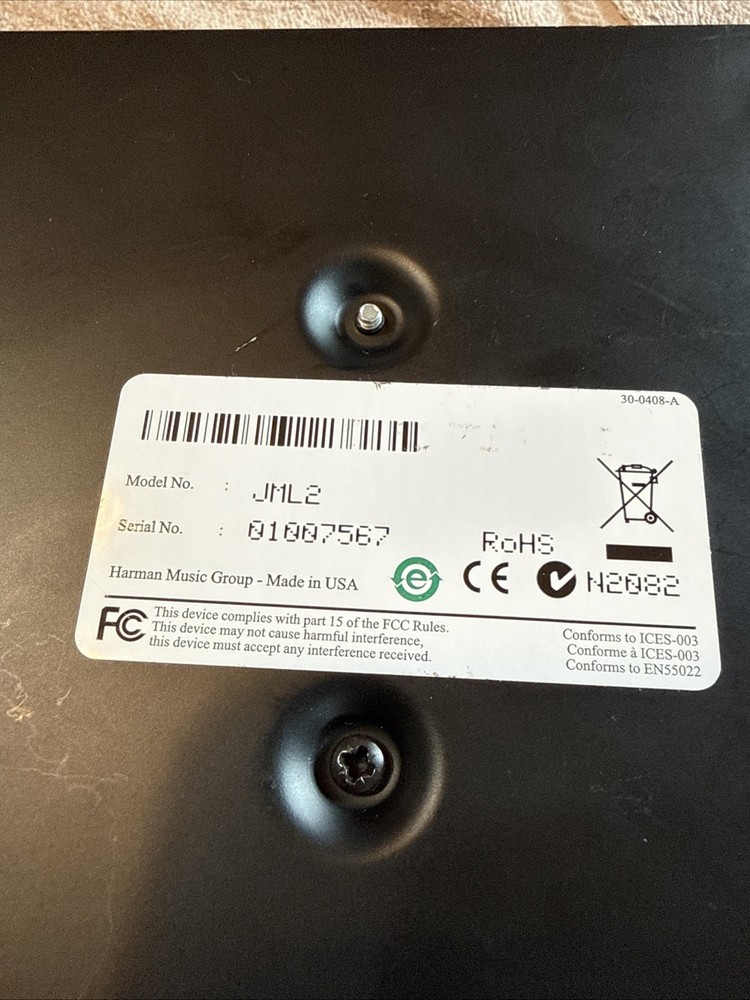 30-0408-A
Model No. : JML2
Serial No. : 01007567
RoHS
Harman Music Group - Made in USA
e
CE
N2082
FC
This device complies with part 15 of the FCC Rules.
This device may not cause harmful interference,
this device must accept any interference received.
Conforms to ICES-003
Conforme à ICES-003
Conforms to EN55022